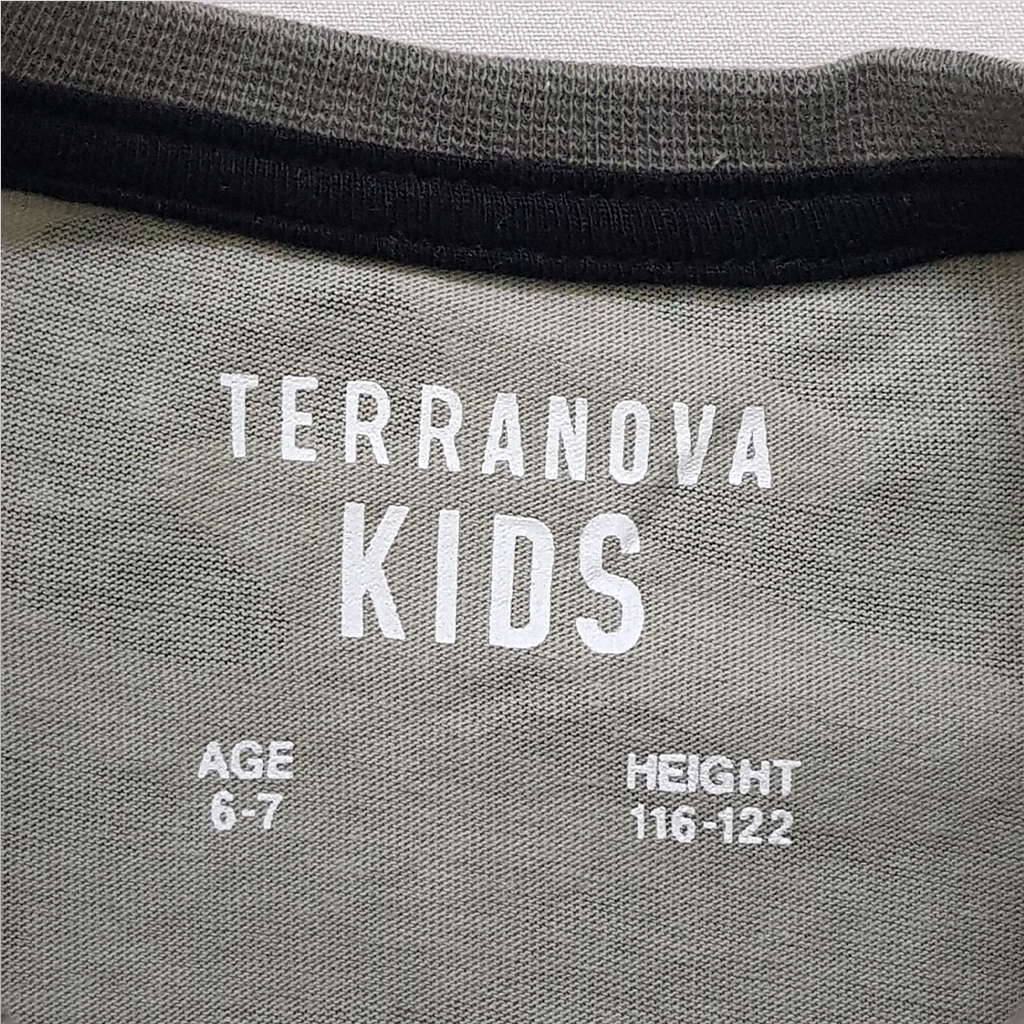 TERRANOVA
KIDS
AGE
6-7
HEIGHT
116-122